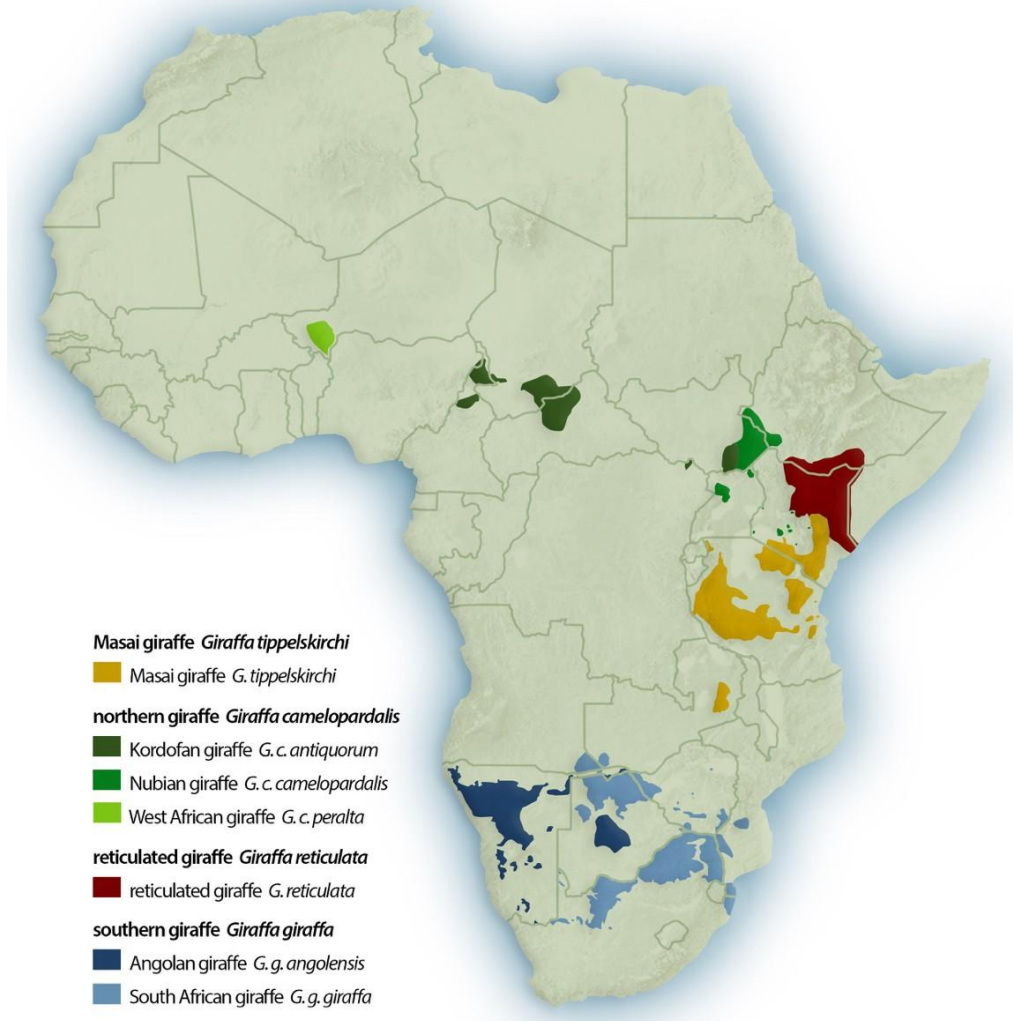 Masai giraffe Giraffa tippelskirchi
Masai giraffe G. tippelskirchi
northern giraffe Giraffa camelopardalis
Kordofan giraffe G. c. antiquorum
Nubian giraffe G. c. camelopardalis
West African giraffe G. c. peralta
reticulated giraffe Giraffa reticulata
reticulated giraffe G. reticulata
southern giraffe Giraffa giraffa
Angolan giraffe G. g. angolensis
South African giraffe G. g. giraffa